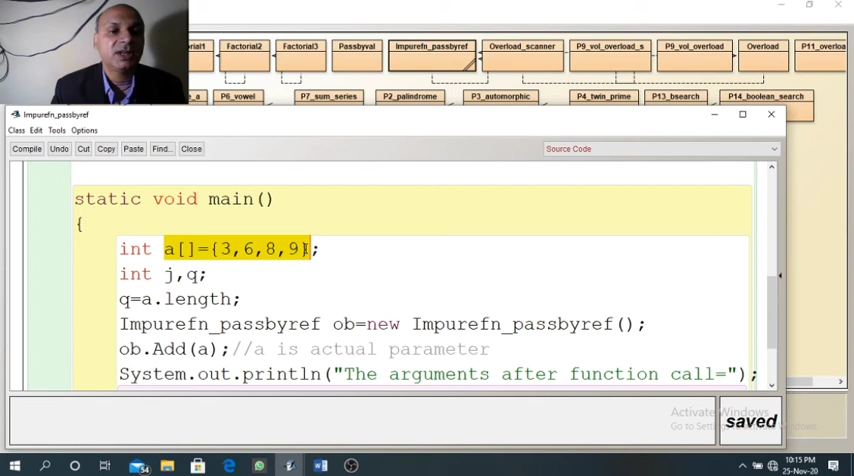 orial1 Factorial2 Factorial3 Passbyval Impurefn_passbyref Overload_scanner P9_vol_overload_s P9_vol_overload Overload P11_overloa
e_a P6_vowel P7_sum_series P2_palindrome P3_automorphic P4_twin_prime P13_bsearch P14_boolean_search
Impurefn_passbyref
Class Edit Tools Options
Compile Undo Cut Copy Paste Find... Close Source Code
static void main()
{
int a[]={3,6,8,9};
int j,q;
q=a.length;
Impurefn_passbyref ob=new Impurefn_passbyref();
ob.Add(a);//a is actual parameter
System.out.println("The arguments after function call=");
Activate Windows
Go to Settings to activate Windows.
saved
54
10:15 PM
25-Nov-20